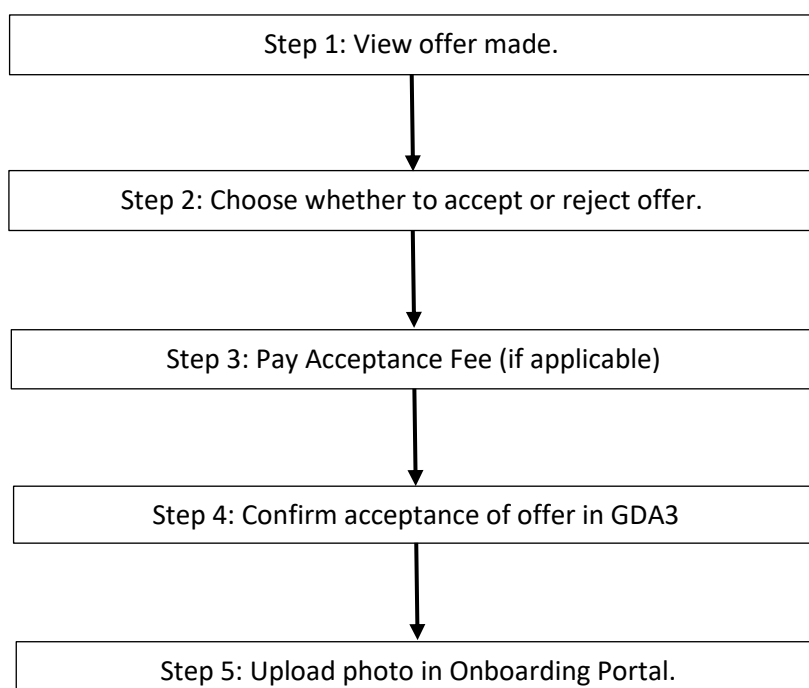 Step 1: View offer made.
Step 2: Choose whether to accept or reject offer.
Step 3: Pay Acceptance Fee (if applicable)
Step 4: Confirm acceptance of offer in GDA3
Step 5: Upload photo in Onboarding Portal.